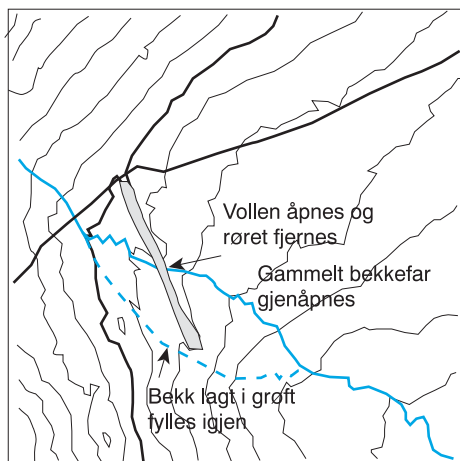 Vollen åpnes og
røret fjernes
Gammelt bekkefar
gjenåpnes
Bekk lagt i grøft
fylles igjen